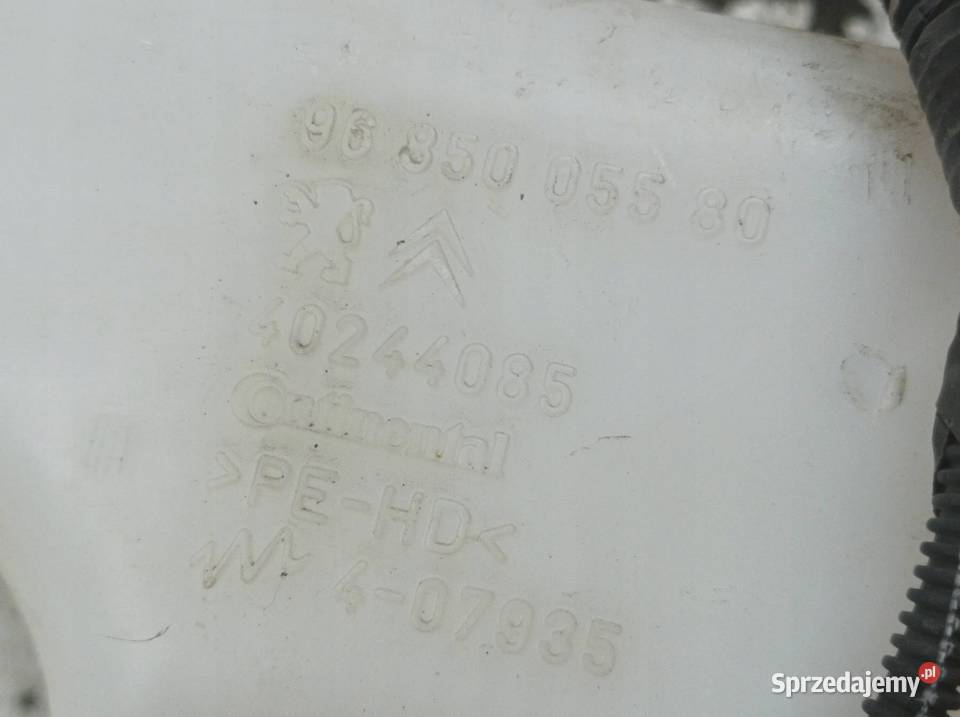 96 850 055 80
40244085
Continental
>PE-HD<
4-07935
Sprzedajemy.pl